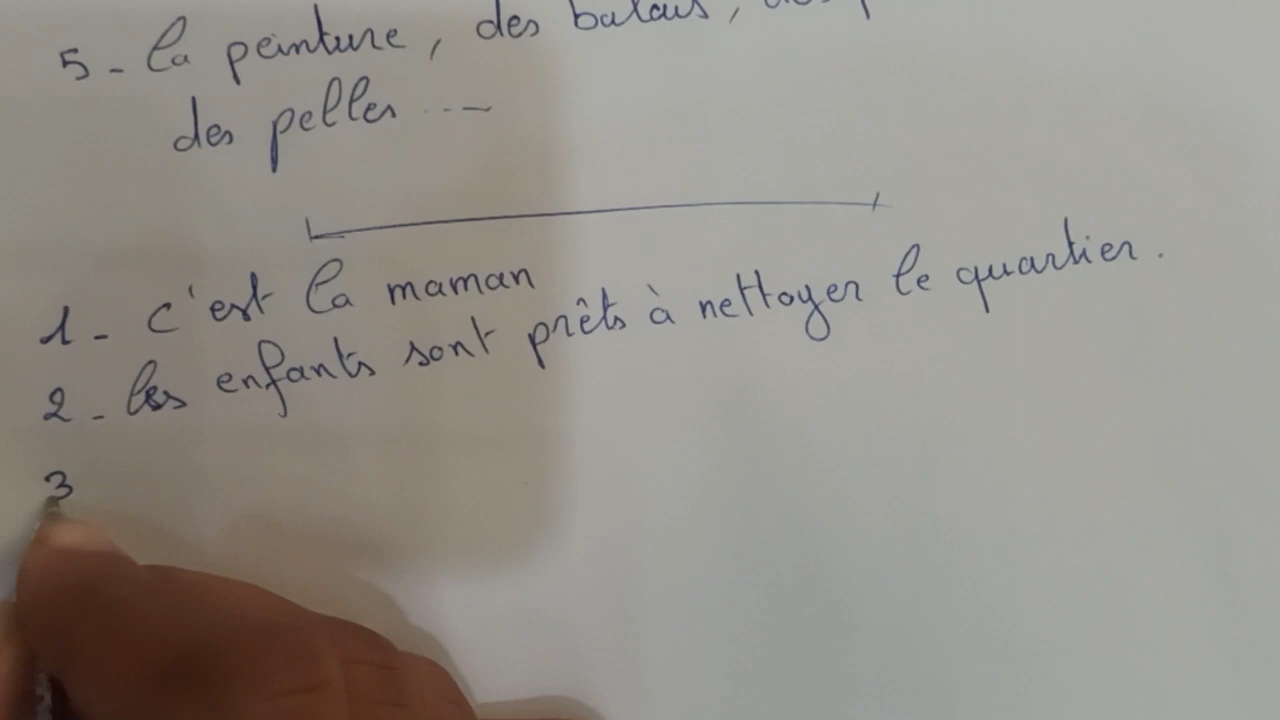 5 - la peinture, des balais,
des pelles ...
1 - c'est la maman
2 - les enfants sont prêts à nettoyer le quartier.
3